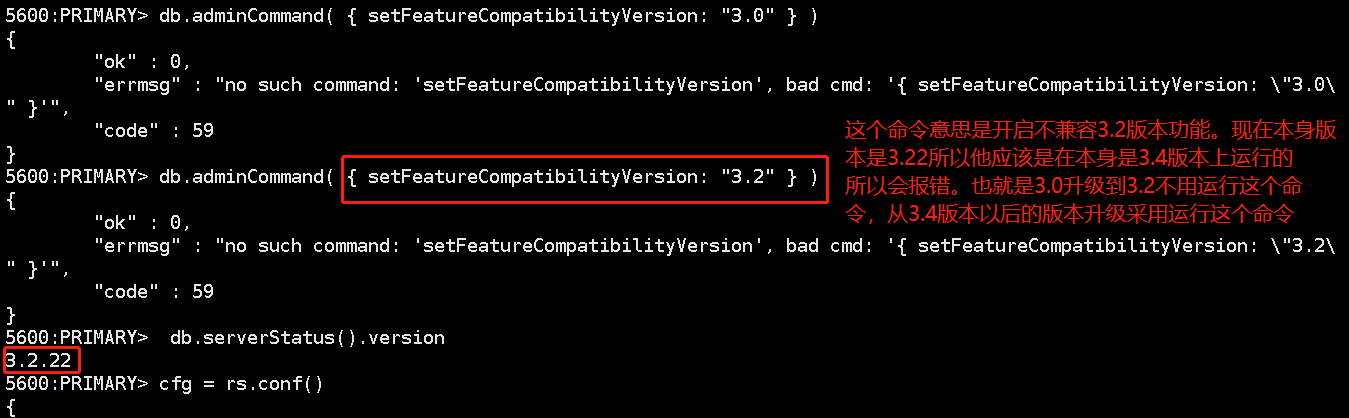 5600:PRIMARY> db.adminCommand( { setFeatureCompatibilityVersion: "3.0" } )
{
"ok" : 0,
"errmsg" : "no such command: 'setFeatureCompatibilityVersion', bad cmd: '{ setFeatureCompatibilityVersion: \"3.0\
" }'",
"code" : 59
}
这个命令意思是开启不兼容3.2版本功能。现在本身版
本是3.22所以他应该是在本身是3.4版本上运行的
所以会报错。也就是3.0升级到3.2不用运行这个命
令，从3.4版本以后的版本升级采用运行这个命令
5600:PRIMARY> db.adminCommand( { setFeatureCompatibilityVersion: "3.2" } )
{
"ok" : 0,
"errmsg" : "no such command: 'setFeatureCompatibilityVersion', bad cmd: '{ setFeatureCompatibilityVersion: \"3.2\
" }'",
"code" : 59
}
5600:PRIMARY>  db.serverStatus().version
3.2.22
5600:PRIMARY> cfg = rs.conf()
{